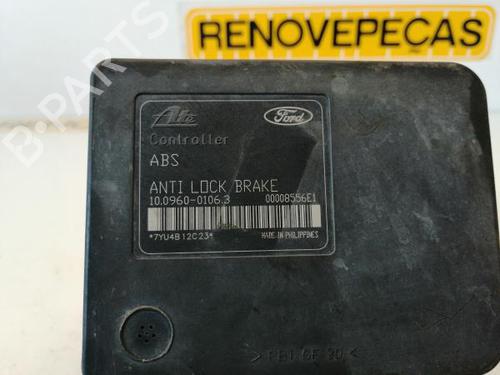 RENOVEPECAS
B-PARTS
Ate
Ford
Controller
ABS
ANTI LOCK BRAKE
10.0960-0106.3 00008556E1
*7YU4B12C23* MADE IN PHILIPPINES